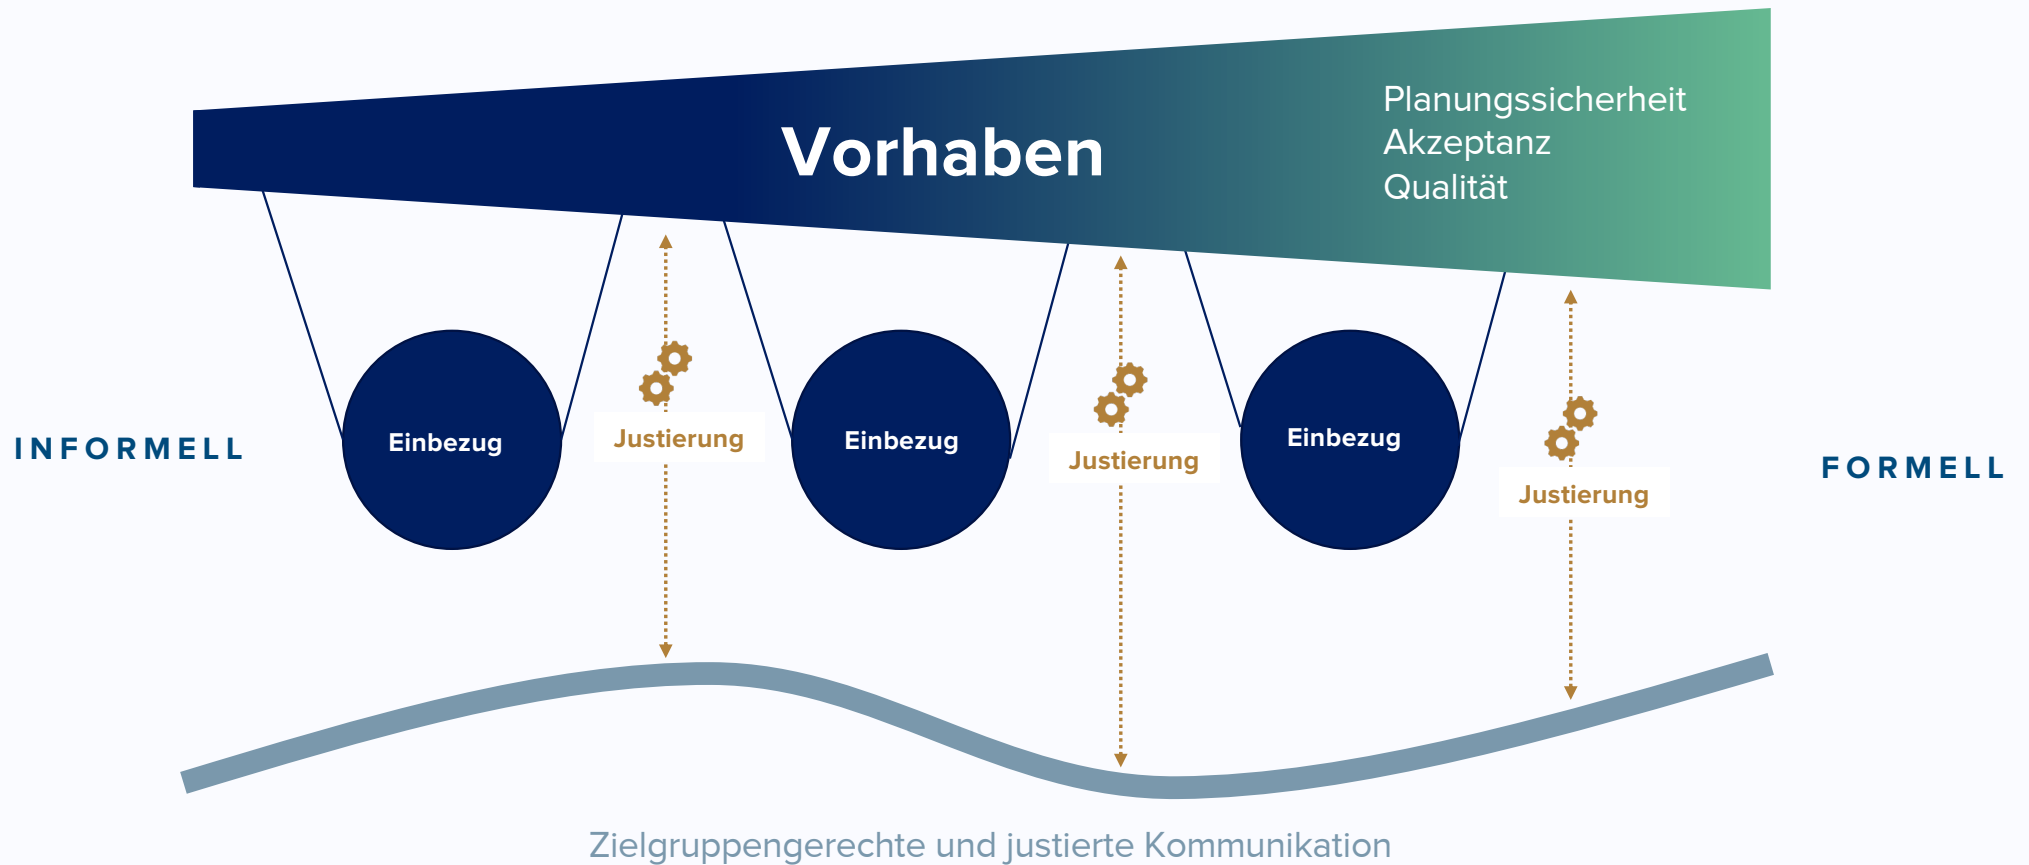 Vorhaben
Planungssicherheit
Akzeptanz
Qualität
INFORMELL
Einbezug
Justierung
Einbezug
Justierung
Einbezug
Justierung
FORMELL
Zielgruppengerechte und justierte Kommunikation